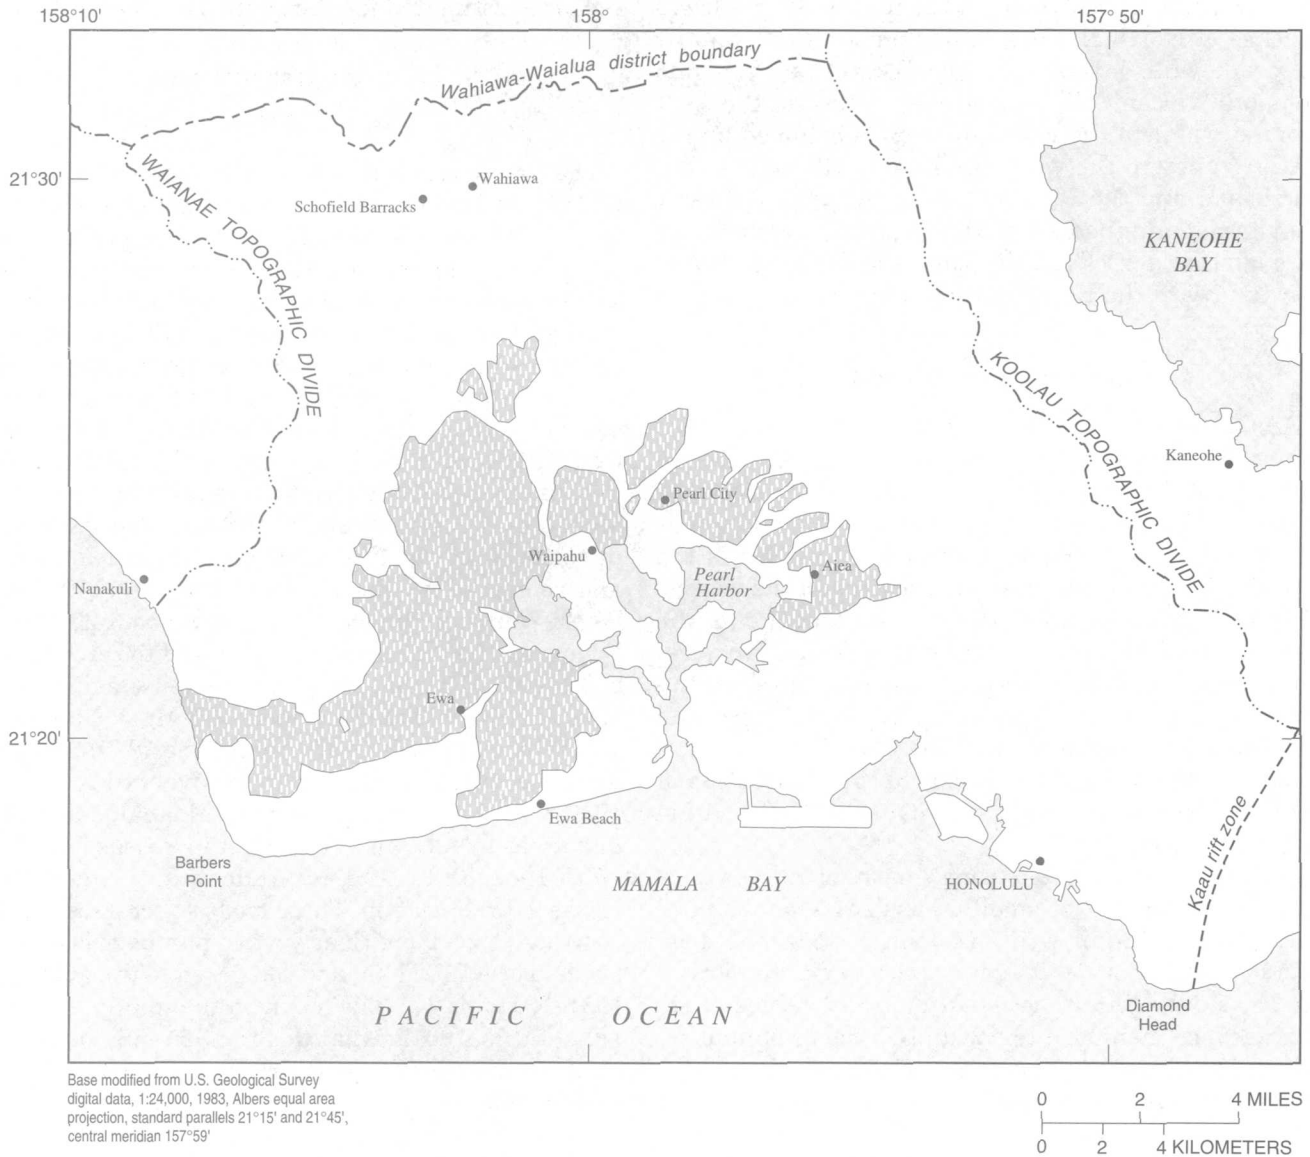 158°10'
158°
157°50'
Wahiawa-Waialua district boundary
21°30'
WAIANAE TOPOGRAPHIC DIVIDE
Wahiawa
Schofield Barracks
KANEOHE
BAY
KOOLAU TOPOGRAPHIC DIVIDE
Kaneohe
Pearl City
Waipahu
Aiea
Pearl
Harbor
Nanakuli
Ewa
21°20'
Ewa Beach
Kaau rift zone
Barbers
Point
MAMALA BAY
HONOLULU
PACIFIC OCEAN
Diamond
Head
Base modified from U.S. Geological Survey
digital data, 1:24,000, 1983, Albers equal area
projection, standard parallels 21°15' and 21°45',
central meridian 157°59'
0 2 4 MILES
0 2 4 KILOMETERS